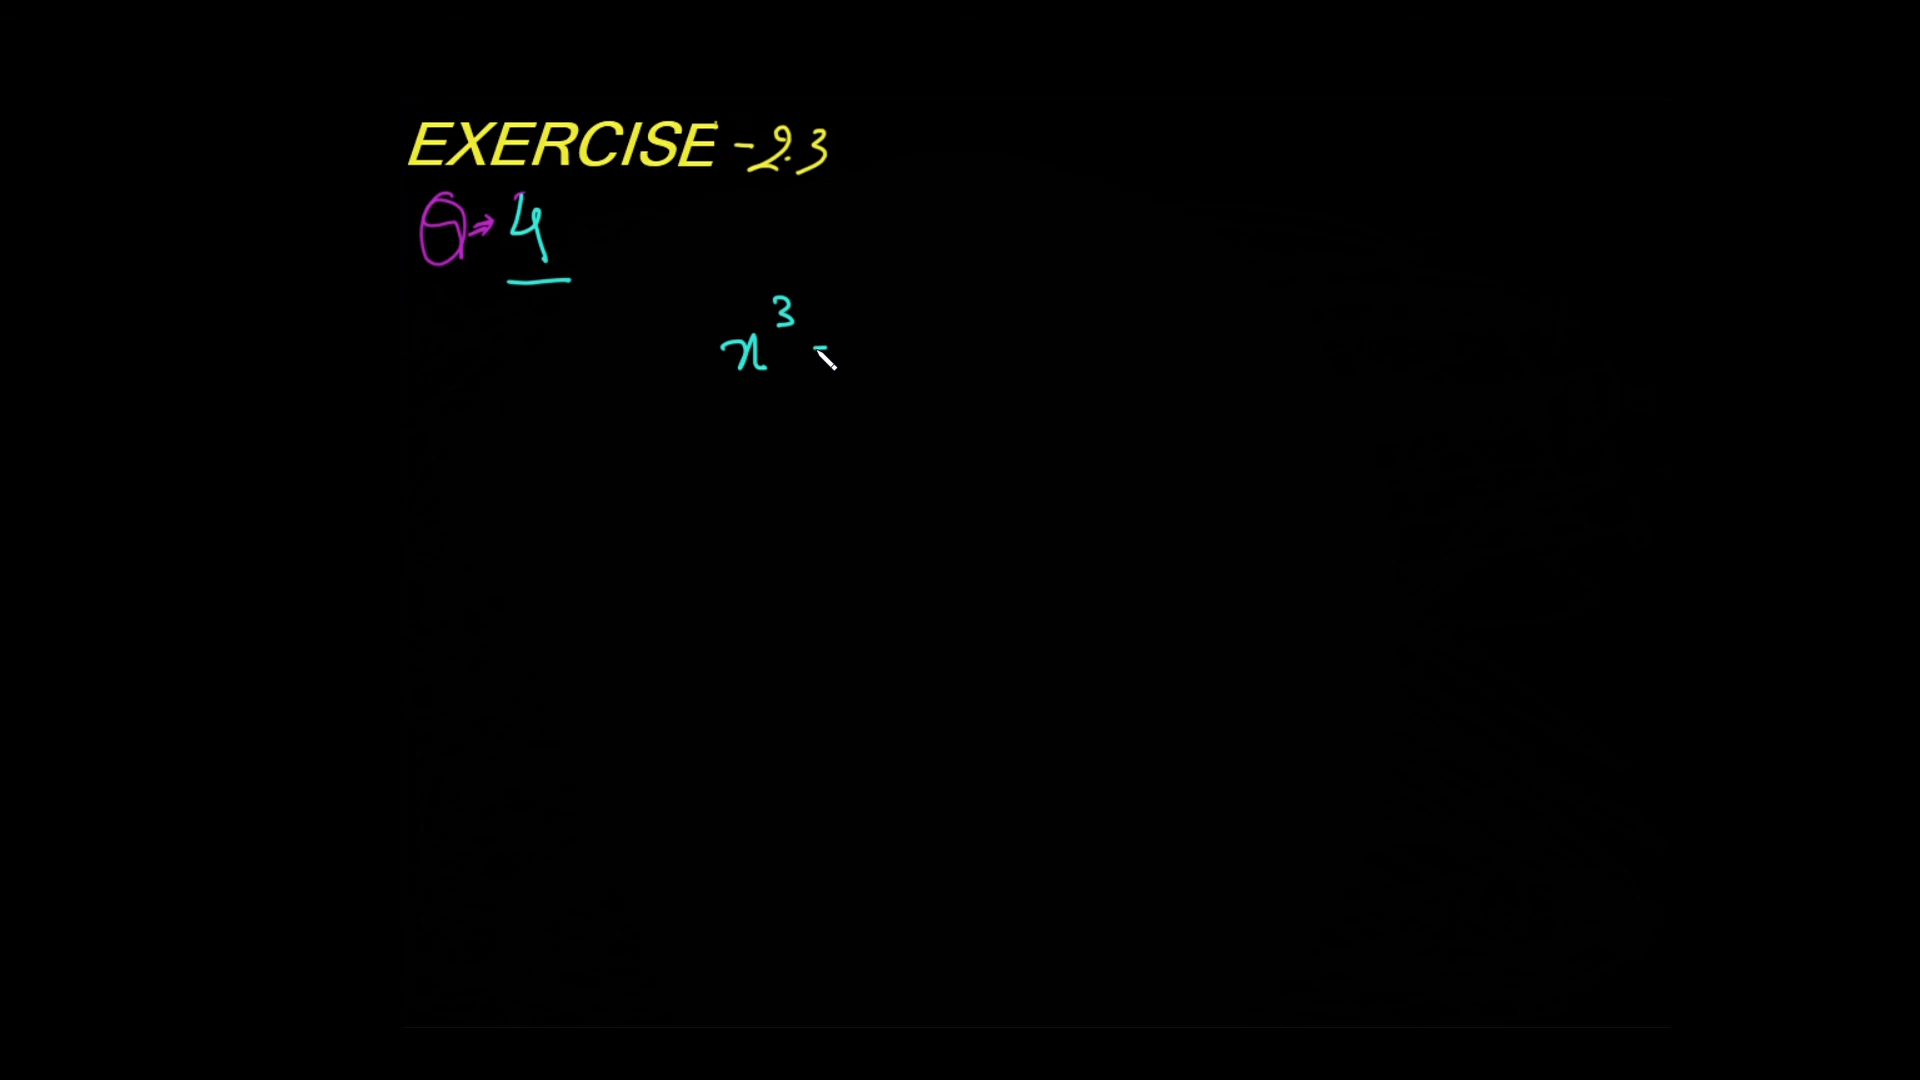 EXERCISE - 2.3
Q → 4
x³ -